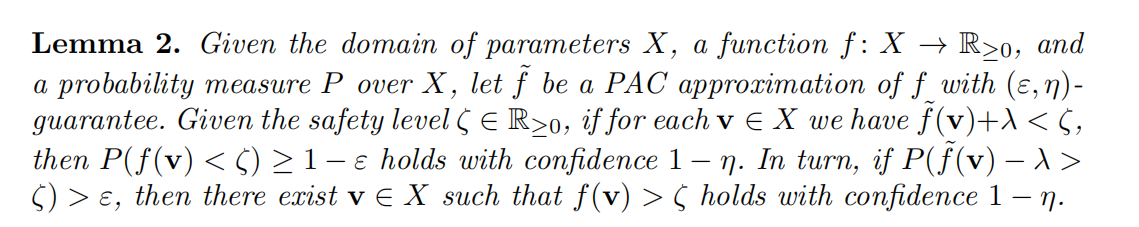 Lemma 2. Given the domain of parameters X, a function f: X → ℝ≥0, and
a probability measure P over X, let f̃ be a PAC approximation of f with (ε, η)-
guarantee. Given the safety level ζ ∈ ℝ≥0, if for each v ∈ X we have f̃(v)+λ < ζ,
then P(f(v) < ζ) ≥ 1 − ε holds with confidence 1 − η. In turn, if P(f̃(v) − λ >
ζ) > ε, then there exist v ∈ X such that f(v) > ζ holds with confidence 1 − η.